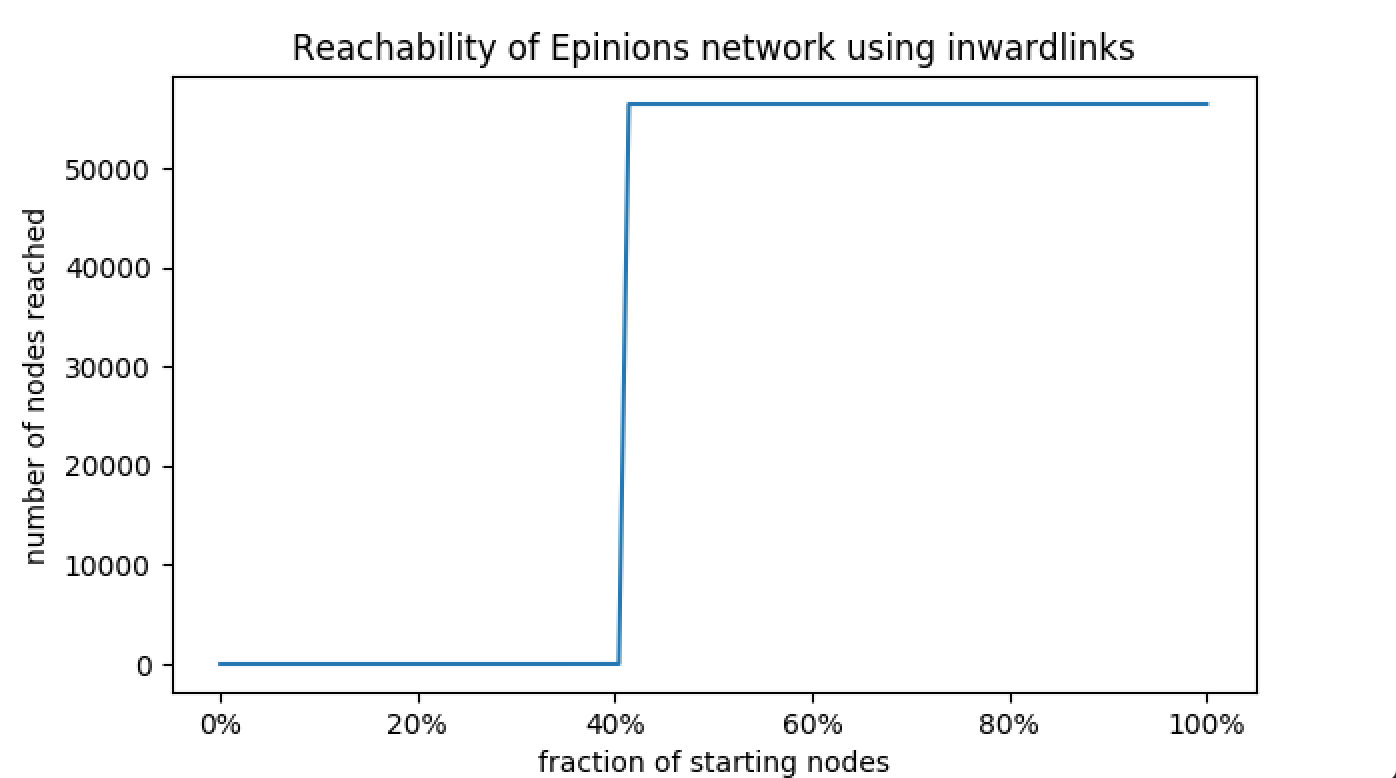 Reachability of Epinions network using inwardlinks
number of nodes reached
50000
40000
30000
20000
10000
0
0% 20% 40% 60% 80% 100%
fraction of starting nodes